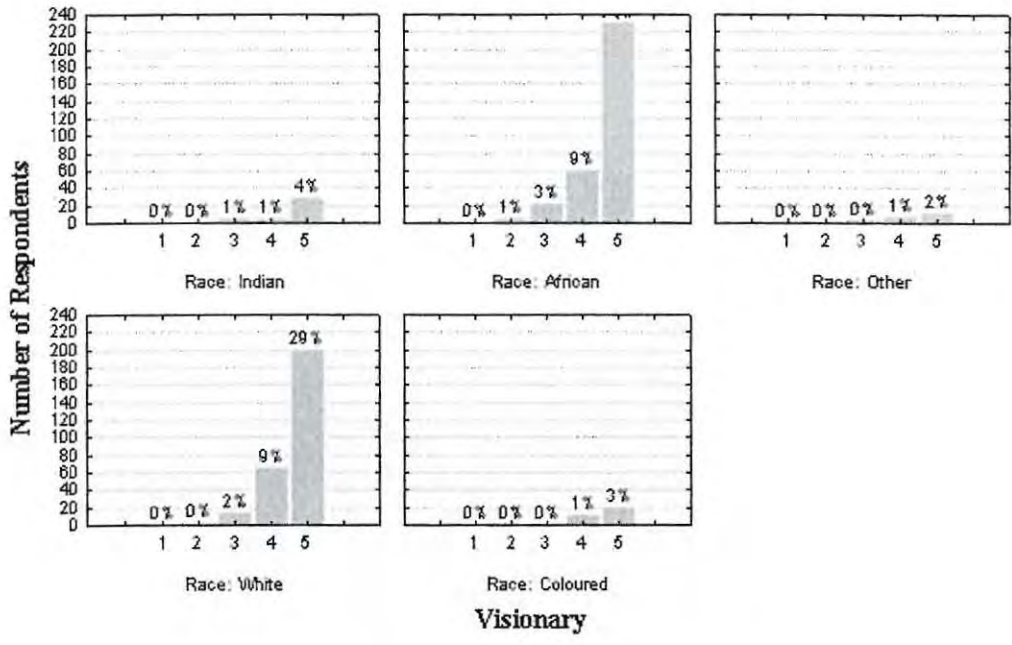 Number of Respondents
240
220
200
180
160
140
120
100
80
60
40
20
0
0% 0% 1% 1% 4%
1 2 3 4 5
Race: Indian
0% 1% 3% 9%
1 2 3 4 5
Race: African
0% 0% 0% 1% 2%
1 2 3 4 5
Race: Other
240
220
200
180
160
140
120
100
80
60
40
20
0
0% 0% 2% 9% 29%
1 2 3 4 5
Race: White
0% 0% 0% 1% 3%
1 2 3 4 5
Race: Coloured
Visionary